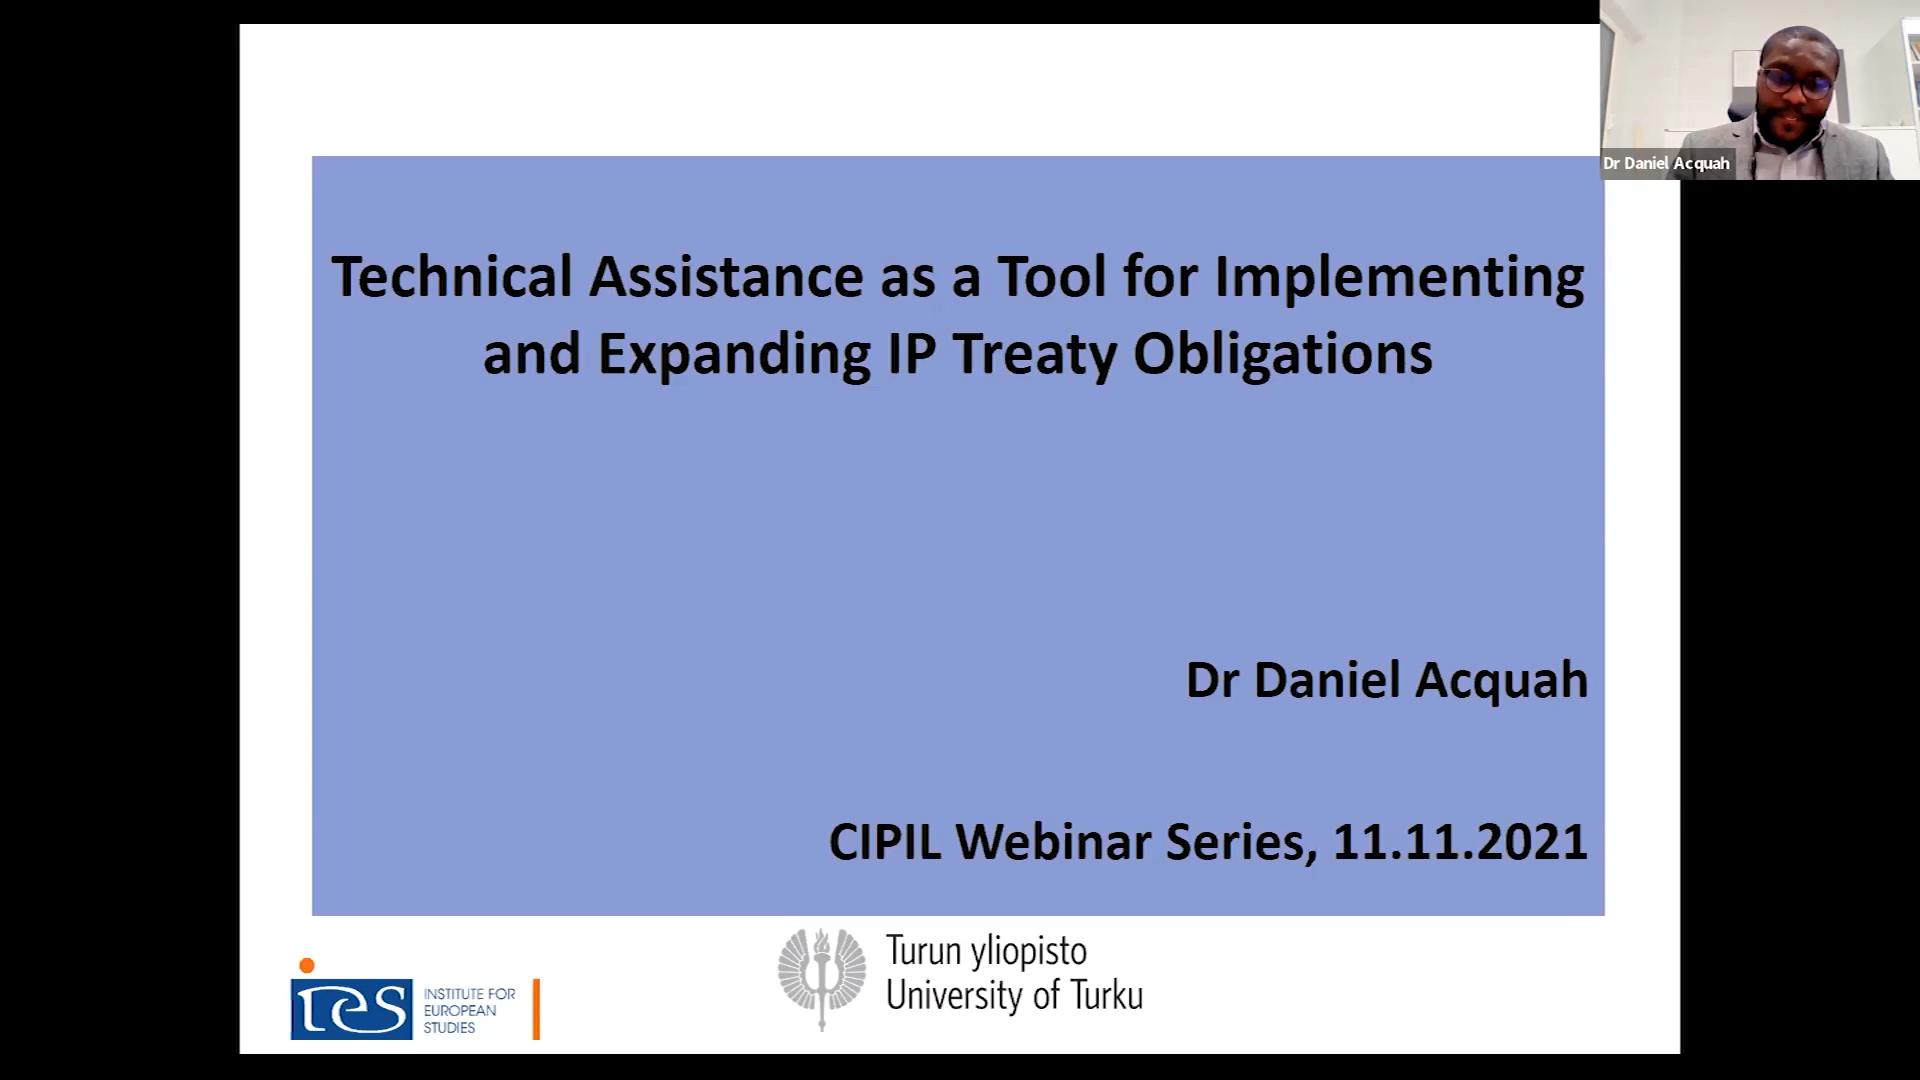 Dr Daniel Acquah
Technical Assistance as a Tool for Implementing
and Expanding IP Treaty Obligations
Dr Daniel Acquah
CIPIL Webinar Series, 11.11.2021
ies
INSTITUTE FOR
EUROPEAN
STUDIES
Turun yliopisto
University of Turku